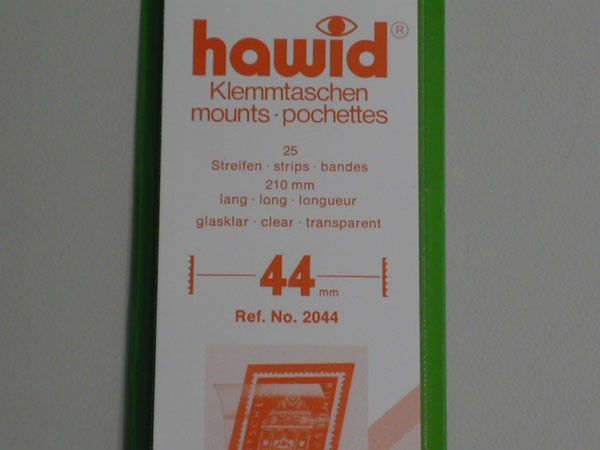 hawid®
Klemmtaschen
mounts · pochettes
25
Streifen · strips · bandes
210 mm
lang · long · longueur
glasklar · clear · transparent
44 mm
Ref. No. 2044